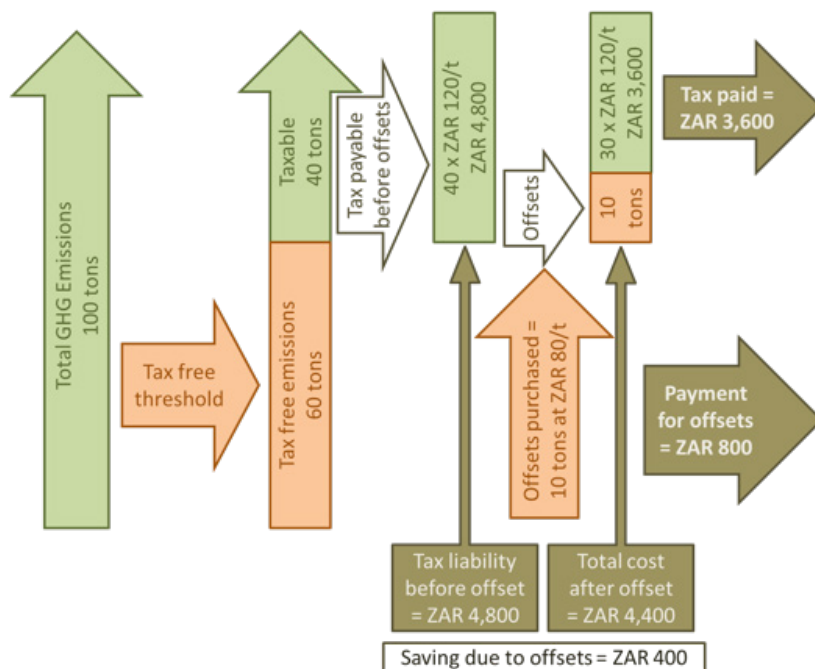 Total GHG Emissions
100 tons
Tax free
threshold
Taxable
40 tons
Tax free emissions
60 tons
Tax payable
before offsets
40 x ZAR 120/t
ZAR 4,800
Offsets
Offsets purchased =
10 tons at ZAR 80/t
30 x ZAR 120/t
ZAR 3,600
10
tons
Tax paid =
ZAR 3,600
Payment
for offsets
= ZAR 800
Tax liability
before offset
= ZAR 4,800
Total cost
after offset
= ZAR 4,400
Saving due to offsets = ZAR 400